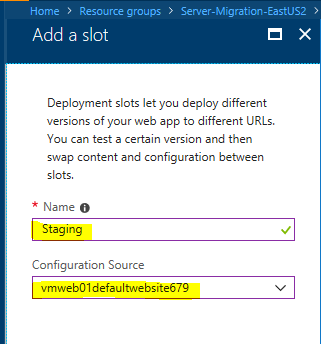 Home > Resource groups > Server-Migration-EastUS2 >
Add a slot
Deployment slots let you deploy different
versions of your web app to different URLs.
You can test a certain version and then
swap content and configuration between
slots.
* Name
Staging
Configuration Source
vmweb01defaultwebsite679